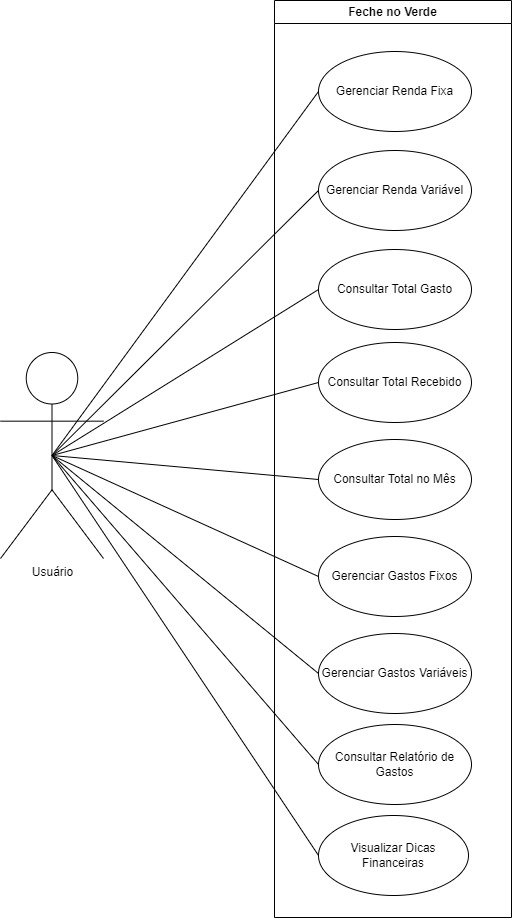 Feche no Verde
Gerenciar Renda Fixa
Gerenciar Renda Variável
Consultar Total Gasto
Consultar Total Recebido
Consultar Total no Mês
Gerenciar Gastos Fixos
Usuário
Gerenciar Gastos Variáveis
Consultar Relatório de
Gastos
Visualizar Dicas
Financeiras